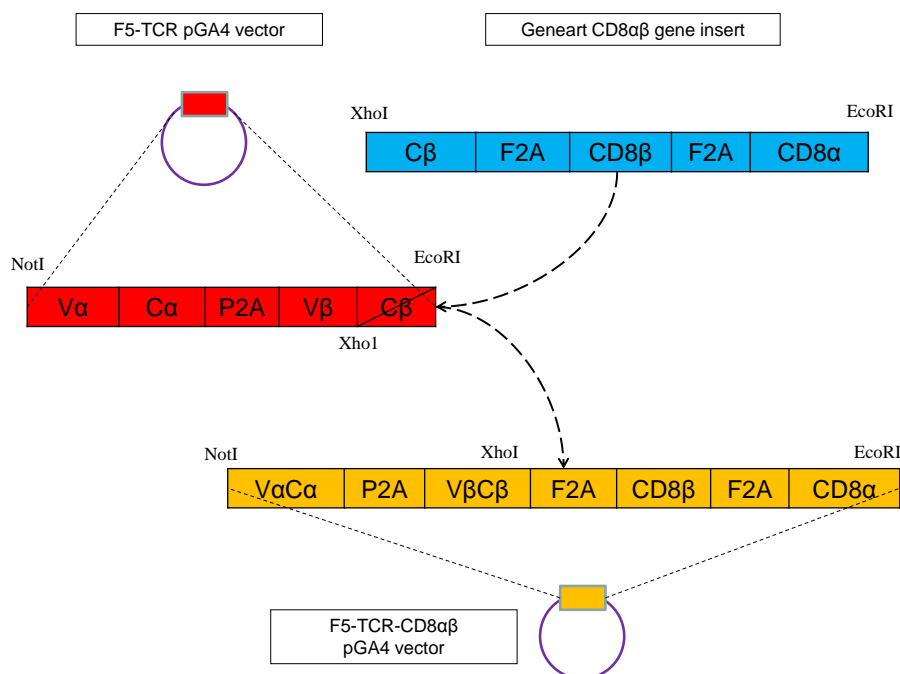 F5-TCR pGA4 vector
Geneart CD8αβ gene insert
XhoI
EcoRI
Cβ F2A CD8β F2A CD8α
NotI
EcoRI
Vα Cα P2A Vβ Cβ
Xho1
NotI
XhoI
EcoRI
VαCα P2A VβCβ F2A CD8β F2A CD8α
F5-TCR-CD8αβ
pGA4 vector